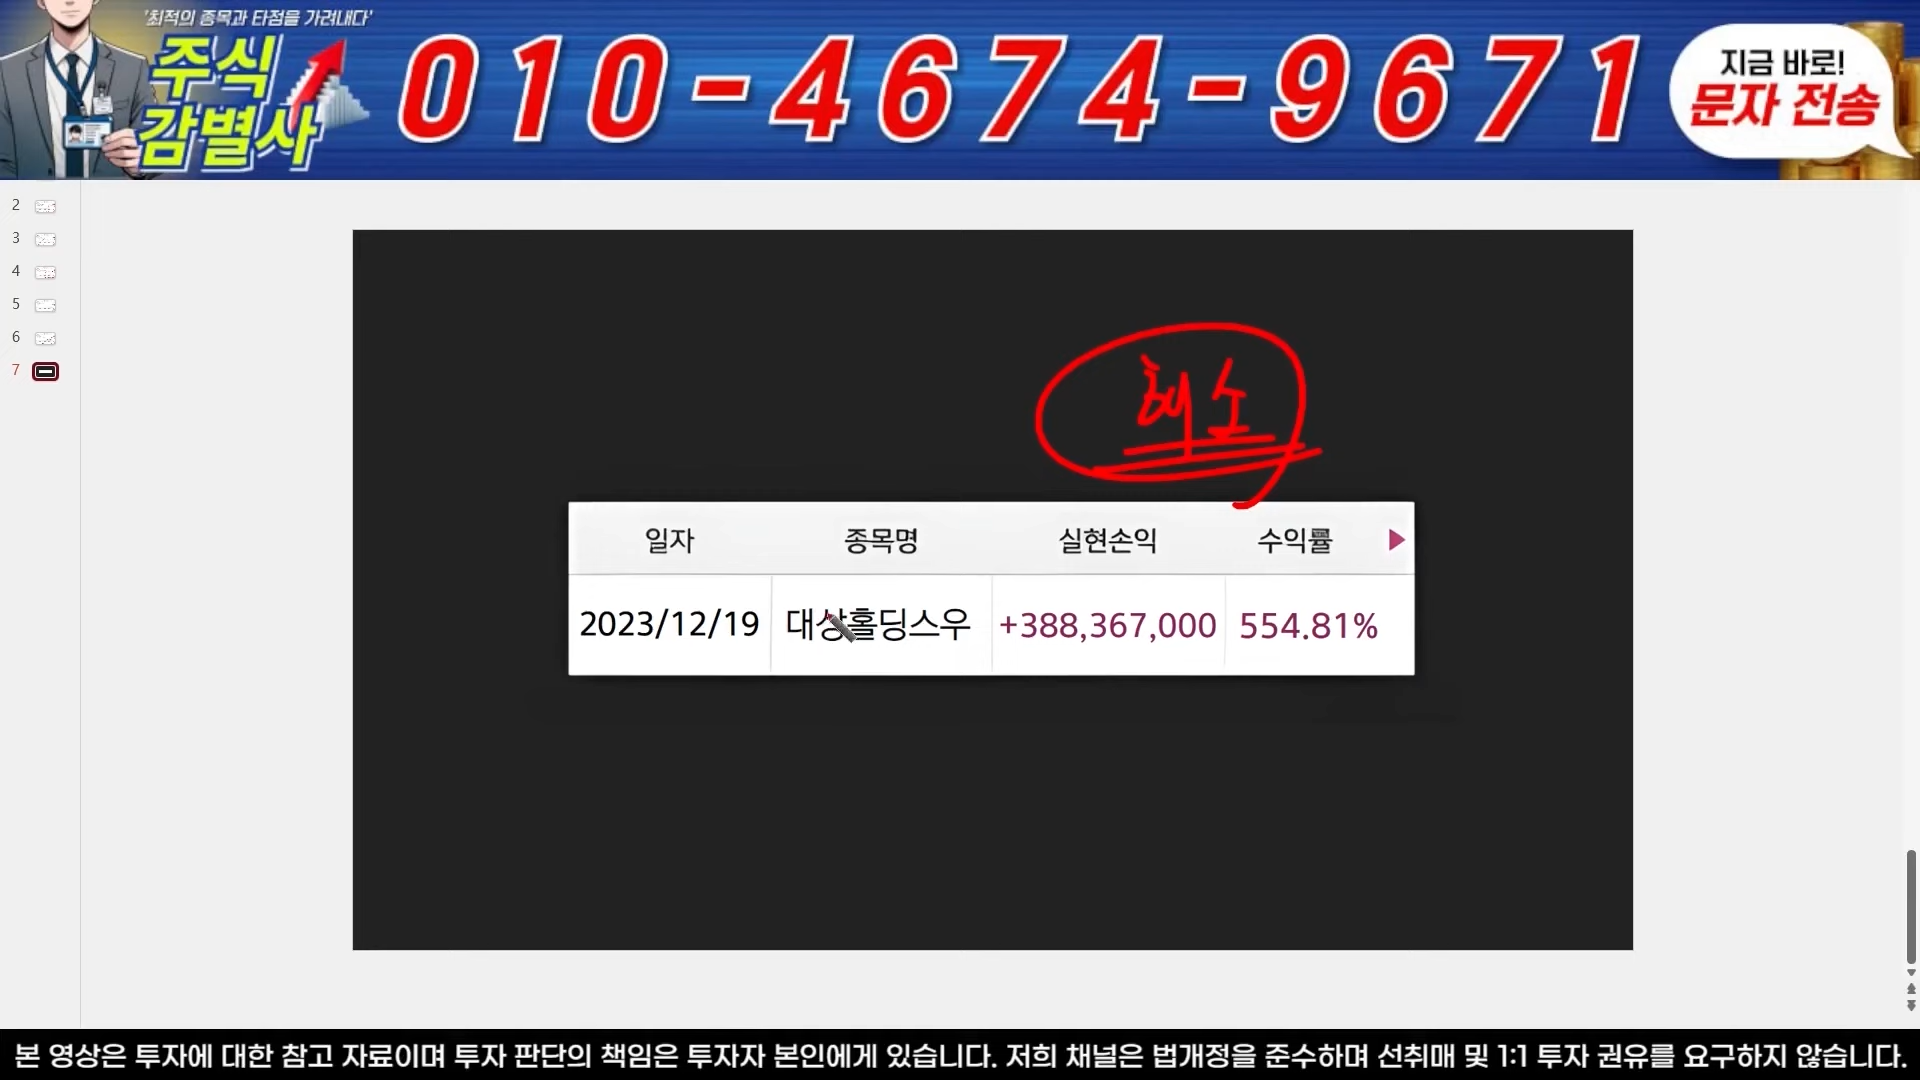 '최적의 종목과 타점을 가려내다'
주식
감별사
010-4674-9671
지금 바로!
문자 전송
2
3
4
5
6
7
해소
일자 종목명 실현손익 수익률
2023/12/19 대상홀딩스우 +388,367,000 554.81%
본 영상은 투자에 대한 참고 자료이며 투자 판단의 책임은 투자자 본인에게 있습니다. 저희 채널은 법개정을 준수하며 선취매 및 1:1 투자 권유를 요구하지 않습니다.